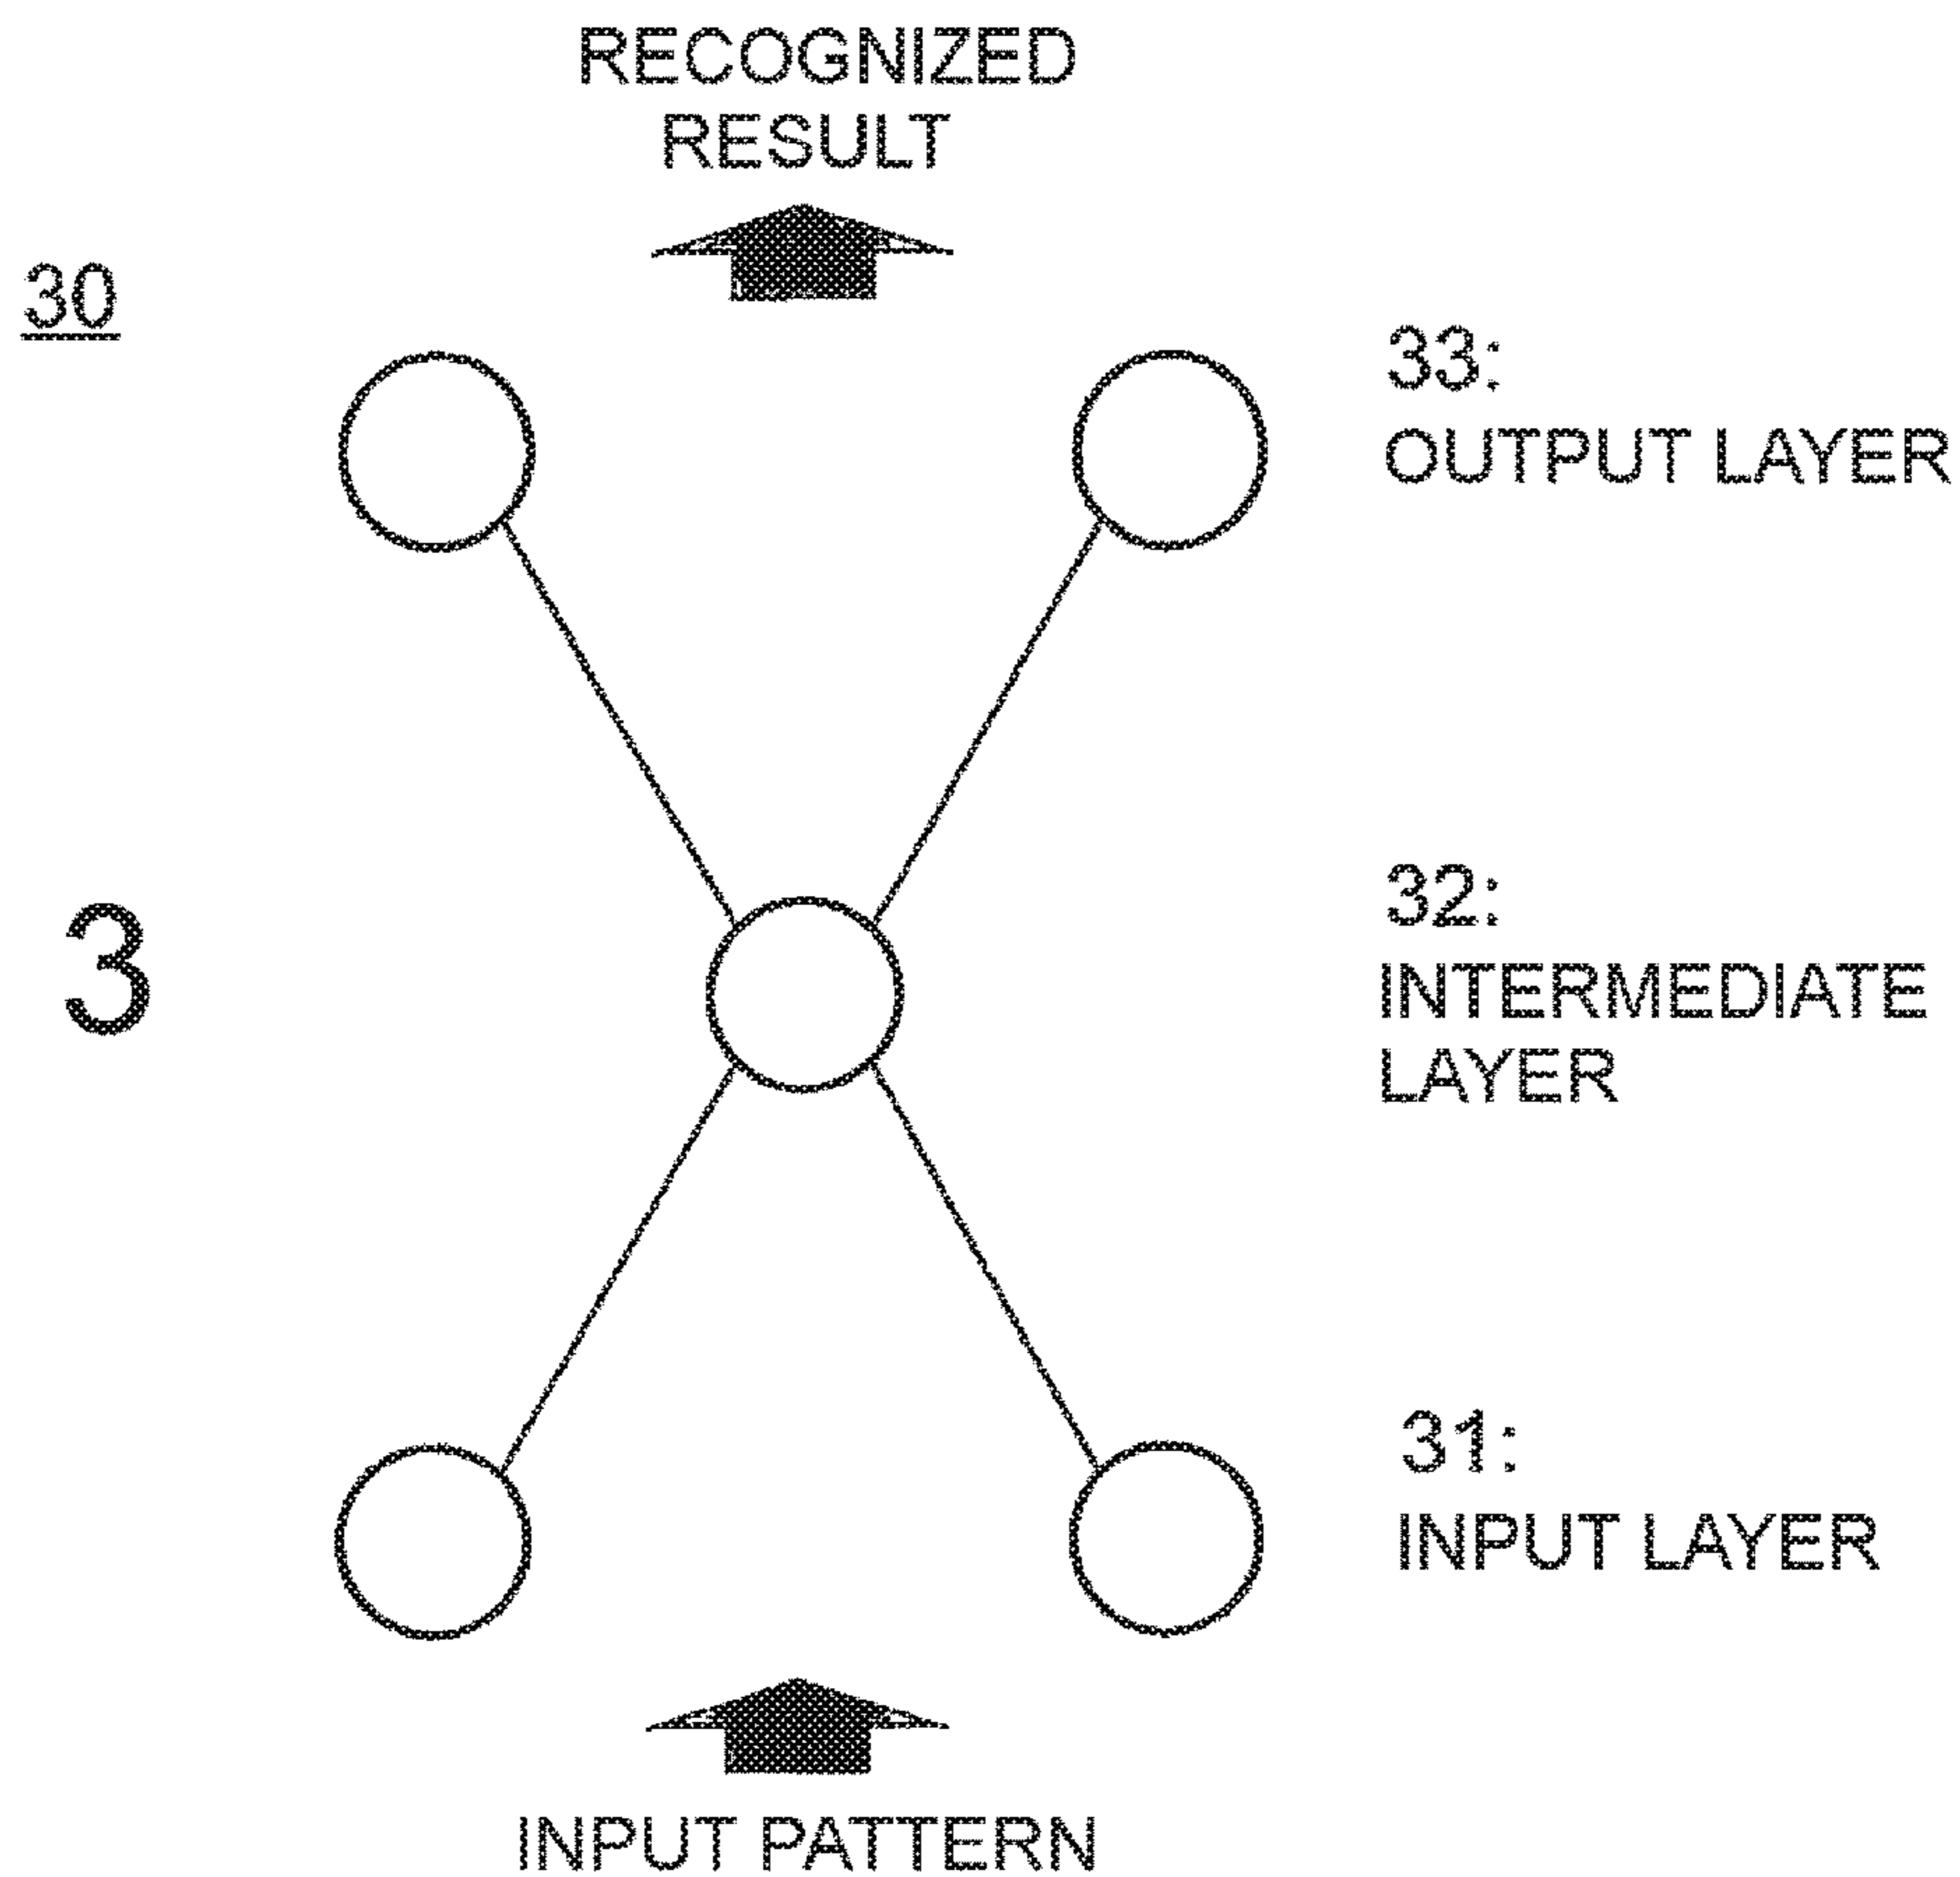 RECOGNIZED
RESULT
30
33:
OUTPUT LAYER
3
32:
INTERMEDIATE
LAYER
31:
INPUT LAYER
INPUT PATTERN